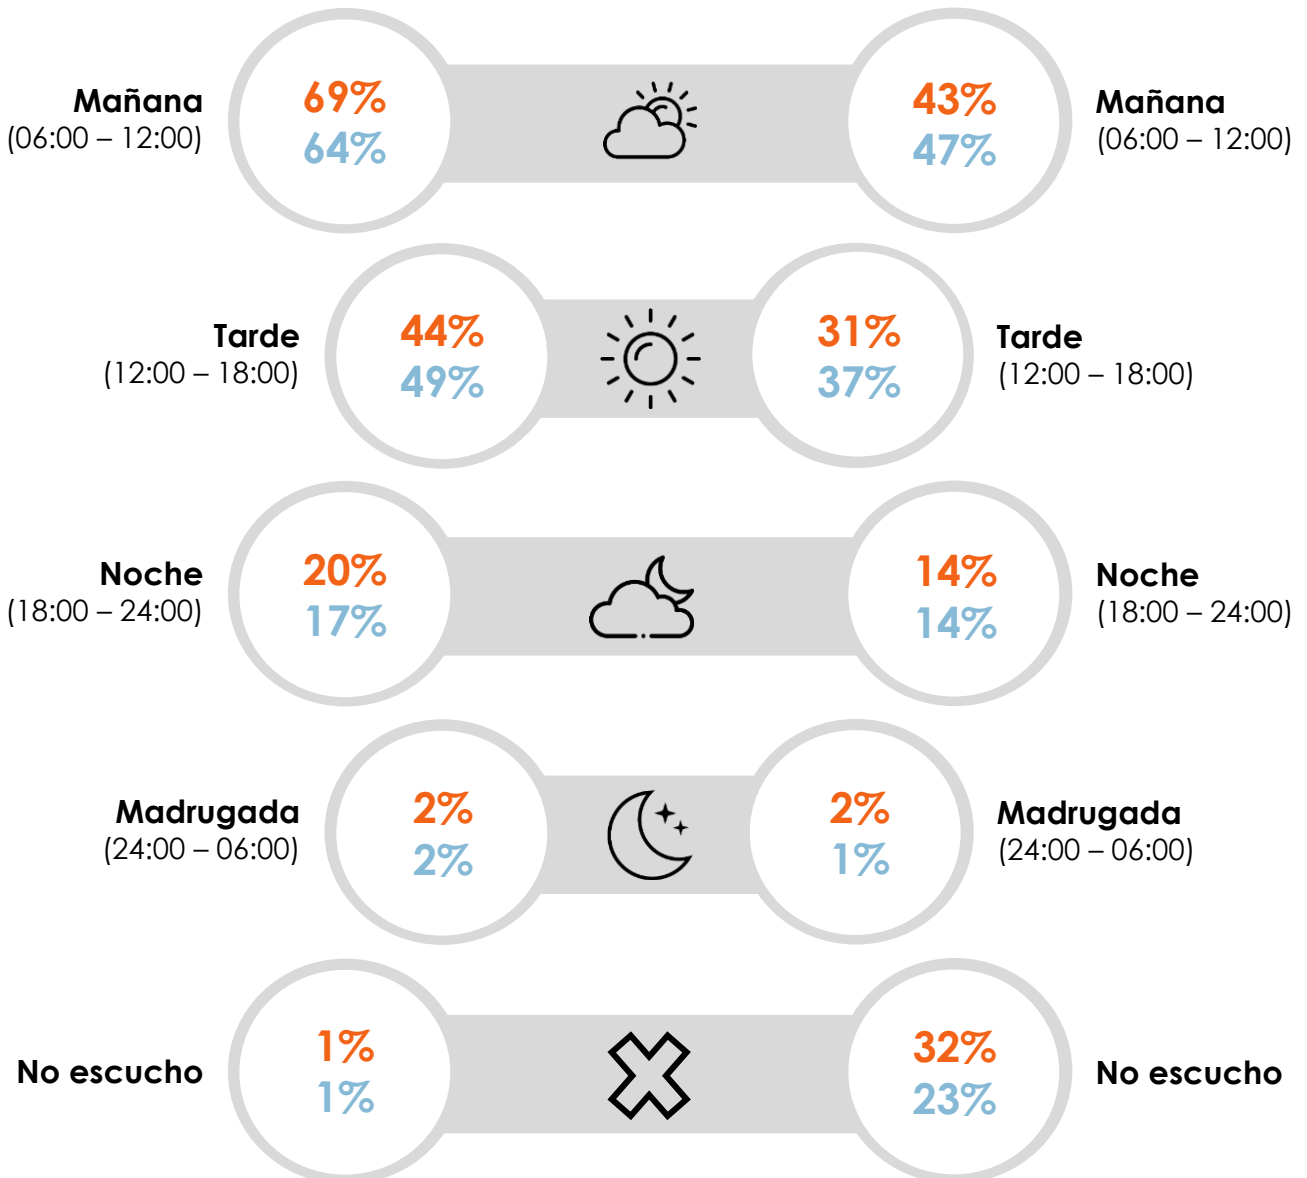 Mañana
(06:00 – 12:00)
69%
64%
43%
47%
Mañana
(06:00 – 12:00)
Tarde
(12:00 – 18:00)
44%
49%
31%
37%
Tarde
(12:00 – 18:00)
Noche
(18:00 – 24:00)
20%
17%
14%
14%
Noche
(18:00 – 24:00)
Madrugada
(24:00 – 06:00)
2%
2%
2%
1%
Madrugada
(24:00 – 06:00)
No escucho
1%
1%
32%
23%
No escucho